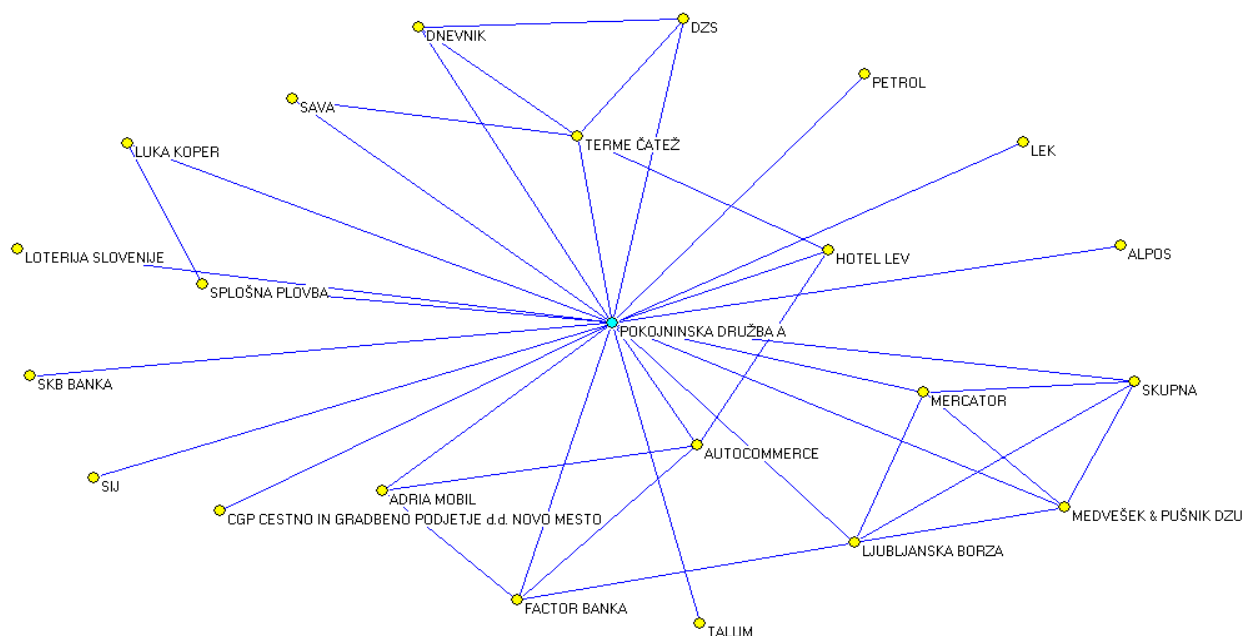 DNEVNIK
DZS
PETROL
SAVA
TERME ČATEŽ
LUKA KOPER
LEK
LOTERIJA SLOVENIJE
HOTEL LEV
ALPOS
SPLOŠNA PLOVBA
POKOJNINSKA DRUŽBA A
SKB BANKA
MERCATOR
SKUPNA
AUTOCOMMERCE
SIJ
ADRIA MOBIL
CGP CESTNO IN GRADBENO PODJETJE d.d. NOVO MESTO
MEDVEŠEK & PUŠNIK DZU
LJUBLJANSKA BORZA
FACTOR BANKA
TALUM